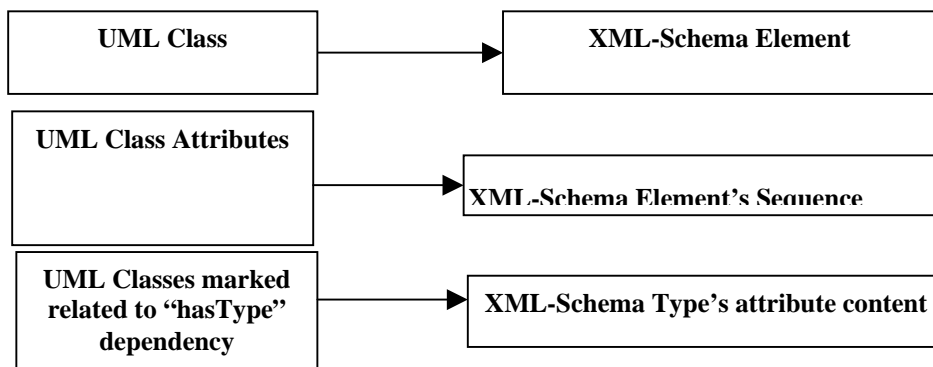 UML Class
XML-Schema Element
UML Class Attributes
XML-Schema Element's Sequence
UML Classes marked
related to “hasType”
dependency
XML-Schema Type's attribute content